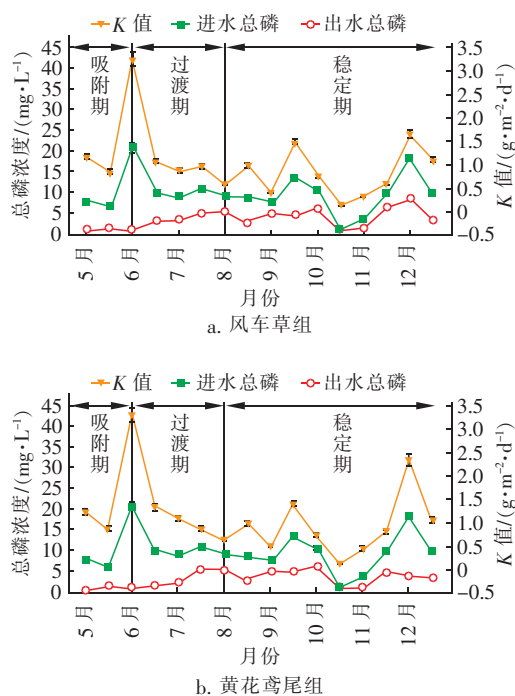 K 值 进水总磷 出水总磷
45 40 35 30 25 20 15 10 5 0
总磷浓度/(mg·L⁻¹)
吸附期 过渡期 稳定期
3.5 3.0 2.5 2.0 1.5 1.0 0.5 0 −0.5
K 值/(g·m⁻²·d⁻¹)
5月 6月 7月 8月 9月 10月 12月
月份
a. 风车草组
K 值 进水总磷 出水总磷
45 40 35 30 25 20 15 10 5 0
总磷浓度/(mg·L⁻¹)
吸附期 过渡期 稳定期
3.5 3.0 2.5 2.0 1.5 1.0 0.5 0.0 −0.5
K 值/(g·m⁻²·d⁻¹)
5月 6月 7月 8月 9月 10月 12月
月份
b. 黄花鸢尾组